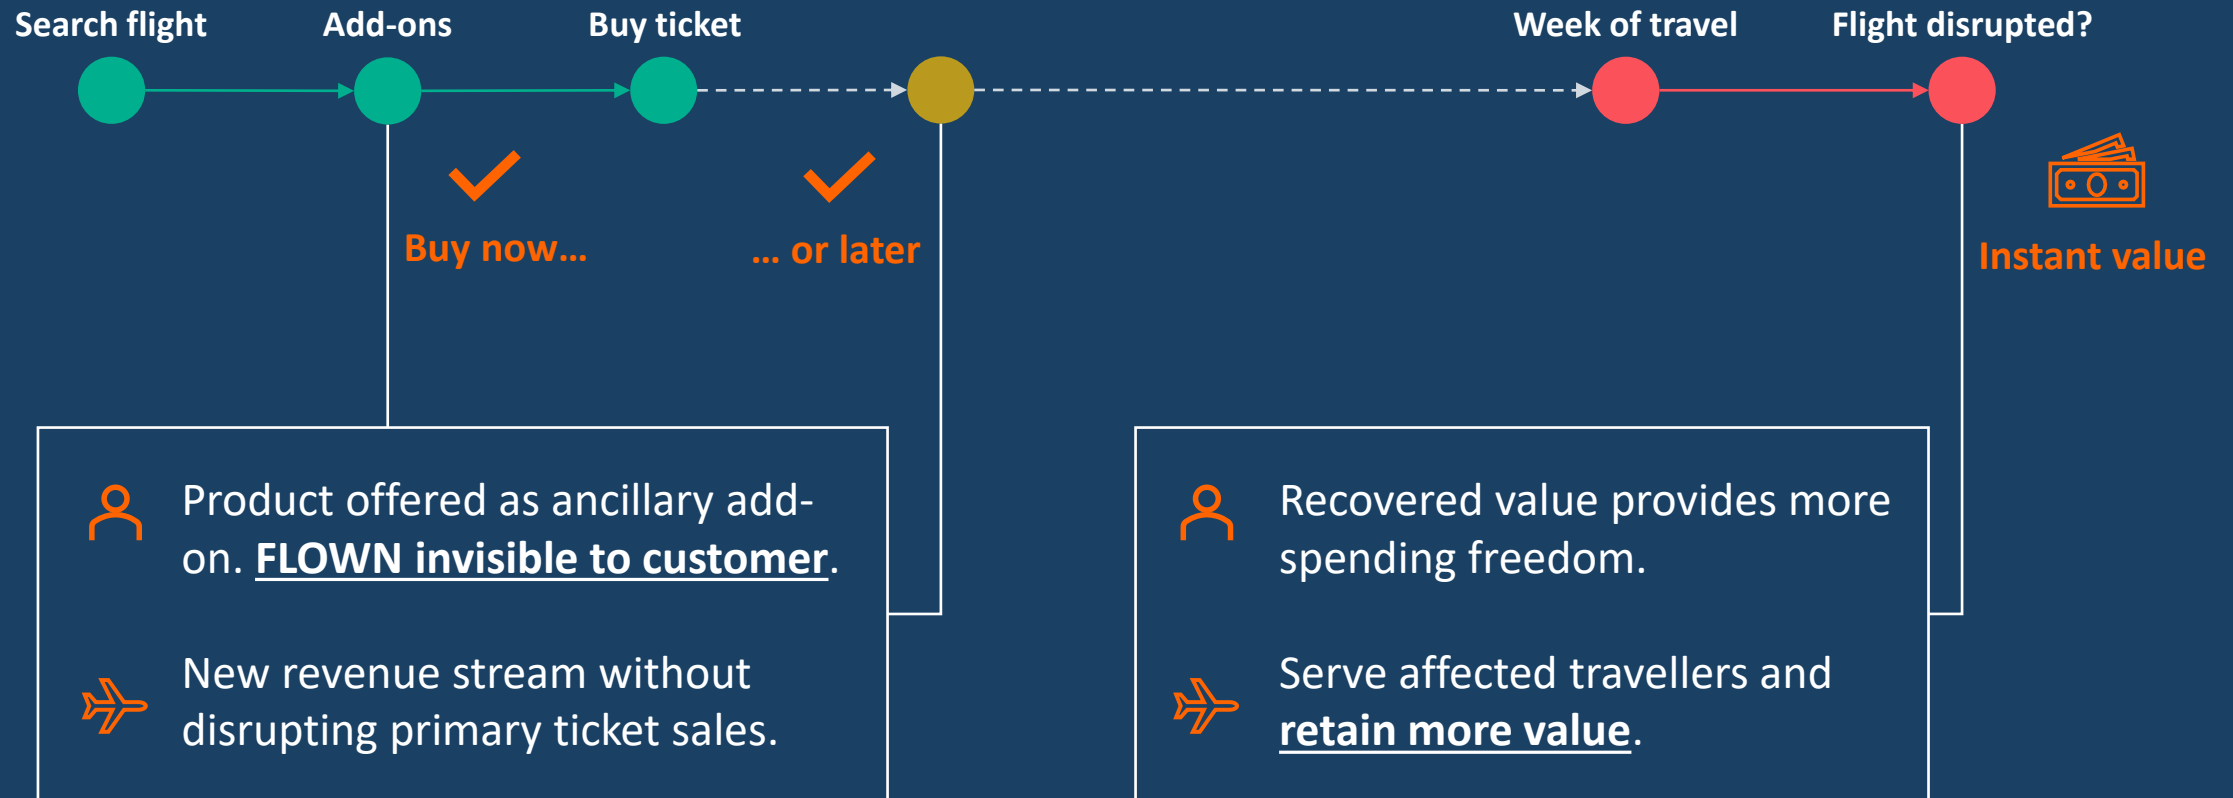 Search flight
Add-ons
Buy ticket
Week of travel
Flight disrupted?
Buy now...
... or later
Instant value
Product offered as ancillary add-
on. FLOWN invisible to customer.
New revenue stream without
disrupting primary ticket sales.
Recovered value provides more
spending freedom.
Serve affected travellers and
retain more value.